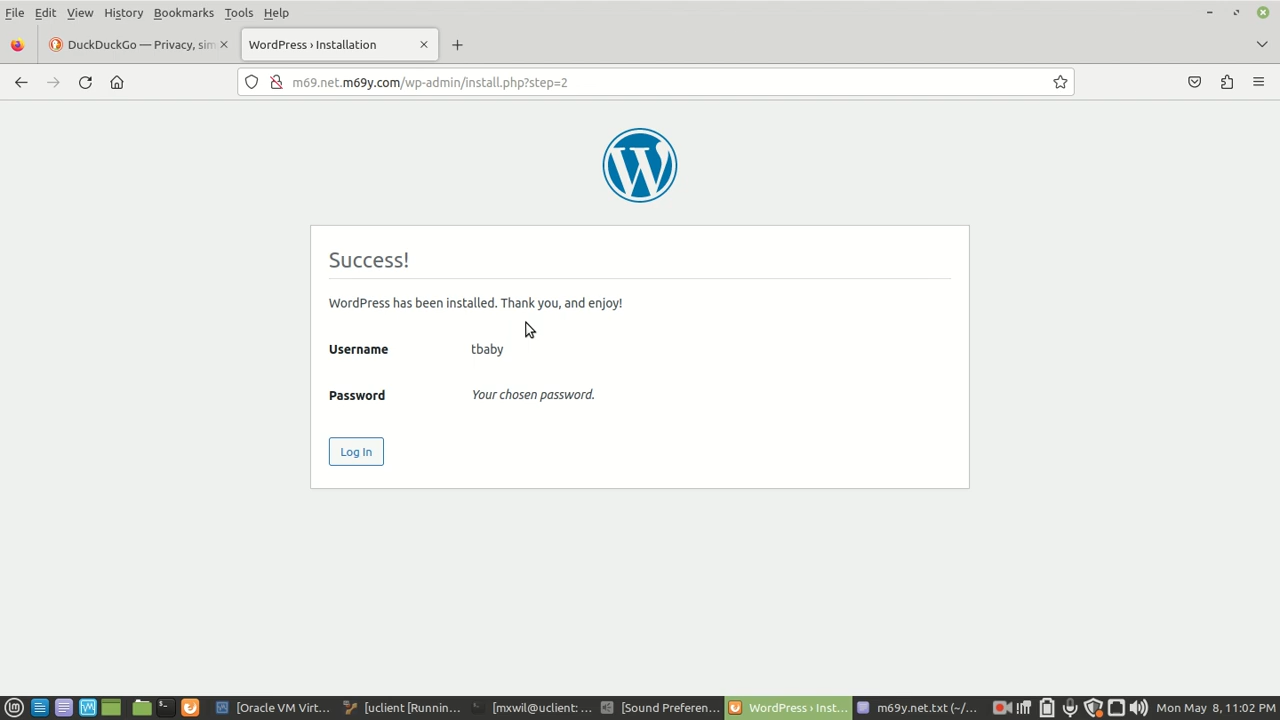 File Edit View History Bookmarks Tools Help
DuckDuckGo — Privacy, sim
WordPress › Installation
m69.net.m69y.com/wp-admin/install.php?step=2
W
Success!
WordPress has been installed. Thank you, and enjoy!
Username tbaby
Password Your chosen password.
Log In
[Oracle VM Virt... [uclient [Runnin... [mxwil@uclient: ... [Sound Preferen... WordPress › Inst... m69y.net.txt (~/... Mon May 8, 11:02 PM